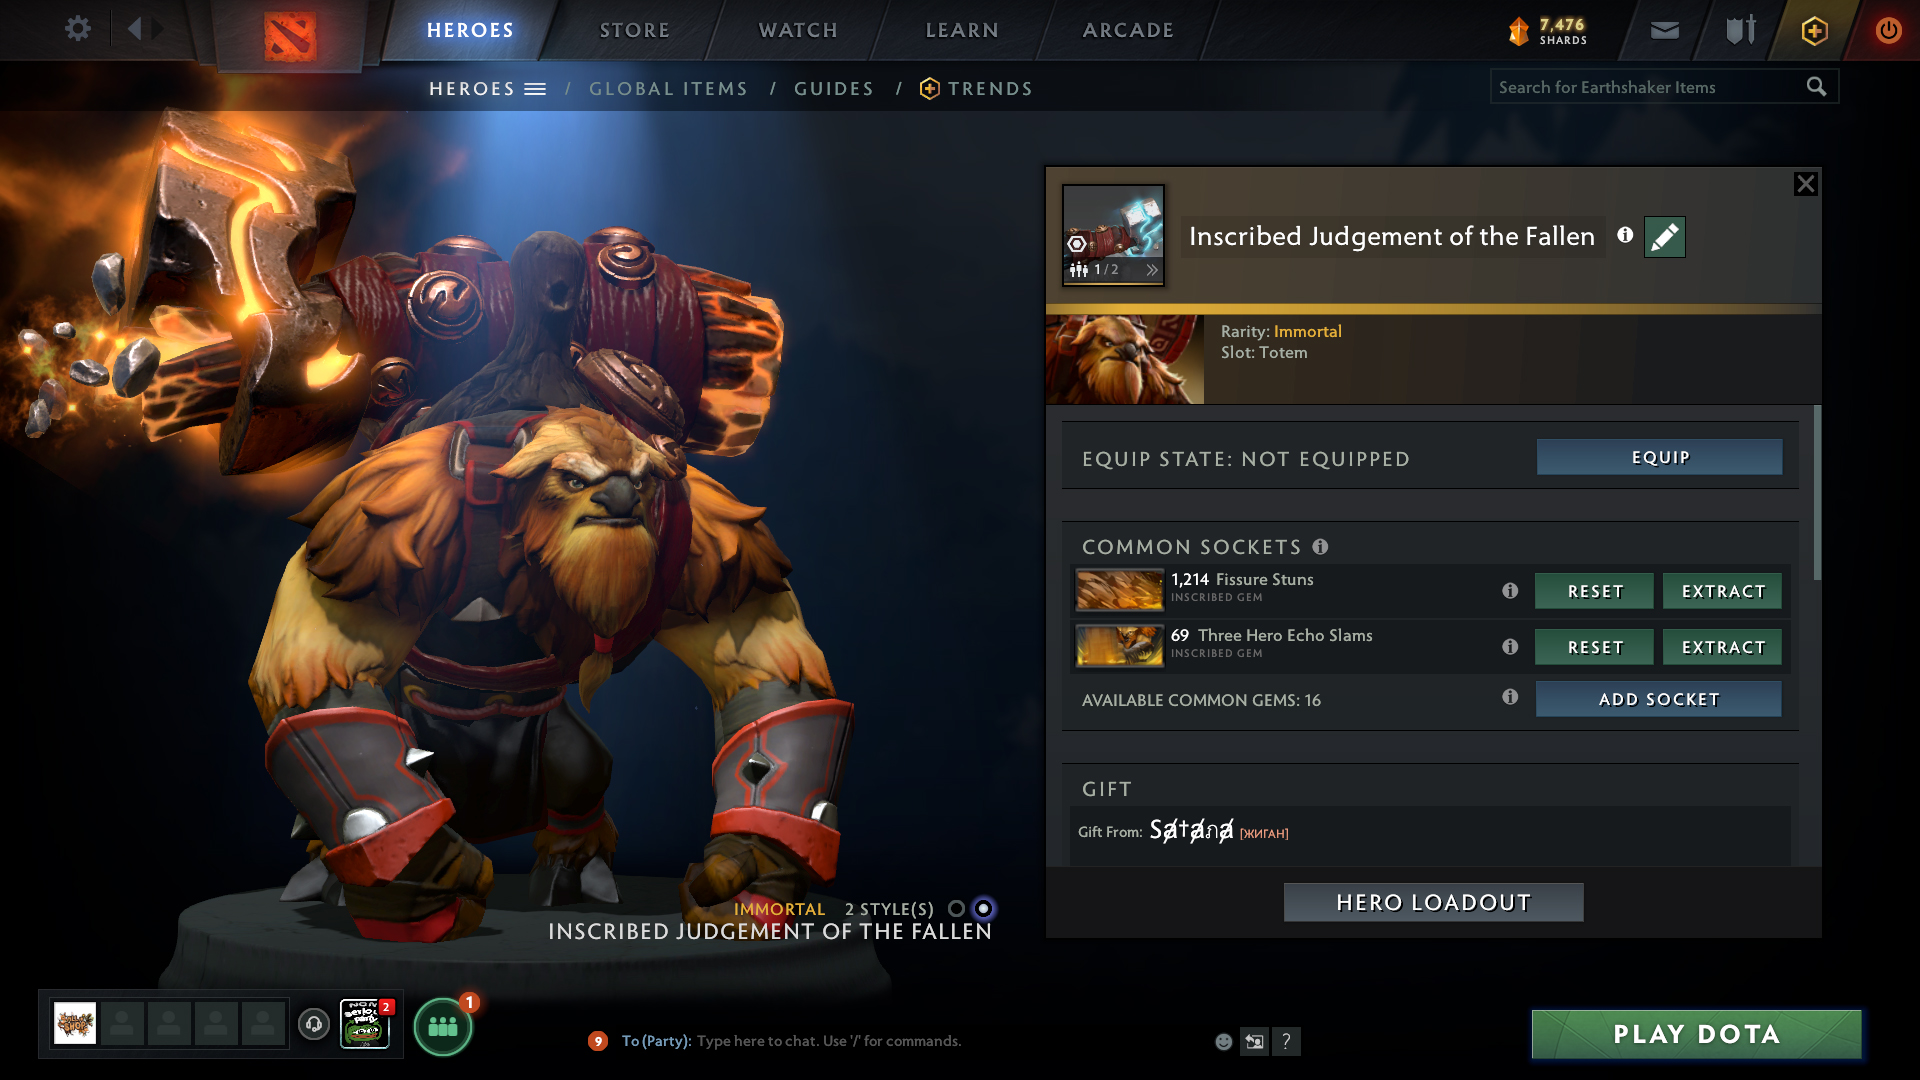 HEROES
STORE
WATCH
LEARN
ARCADE
7,476
SHARDS
HEROES / GLOBAL ITEMS / GUIDES / TRENDS
Search for Earthshaker Items
1/2
Inscribed Judgement of the Fallen
Rarity: Immortal
Slot: Totem
EQUIP STATE: NOT EQUIPPED
EQUIP
COMMON SOCKETS
1,214 Fissure Stuns
INSCRIBED GEM
RESET
EXTRACT
69 Three Hero Echo Slams
INSCRIBED GEM
RESET
EXTRACT
AVAILABLE COMMON GEMS: 16
ADD SOCKET
GIFT
Gift From: S̸a̸†a̸ทa̸ [ЖИГАН]
HERO LOADOUT
IMMORTAL 2 STYLE(S)
INSCRIBED JUDGEMENT OF THE FALLEN
2
1
9
To (Party): Type here to chat. Use '/' for commands.
?
PLAY DOTA